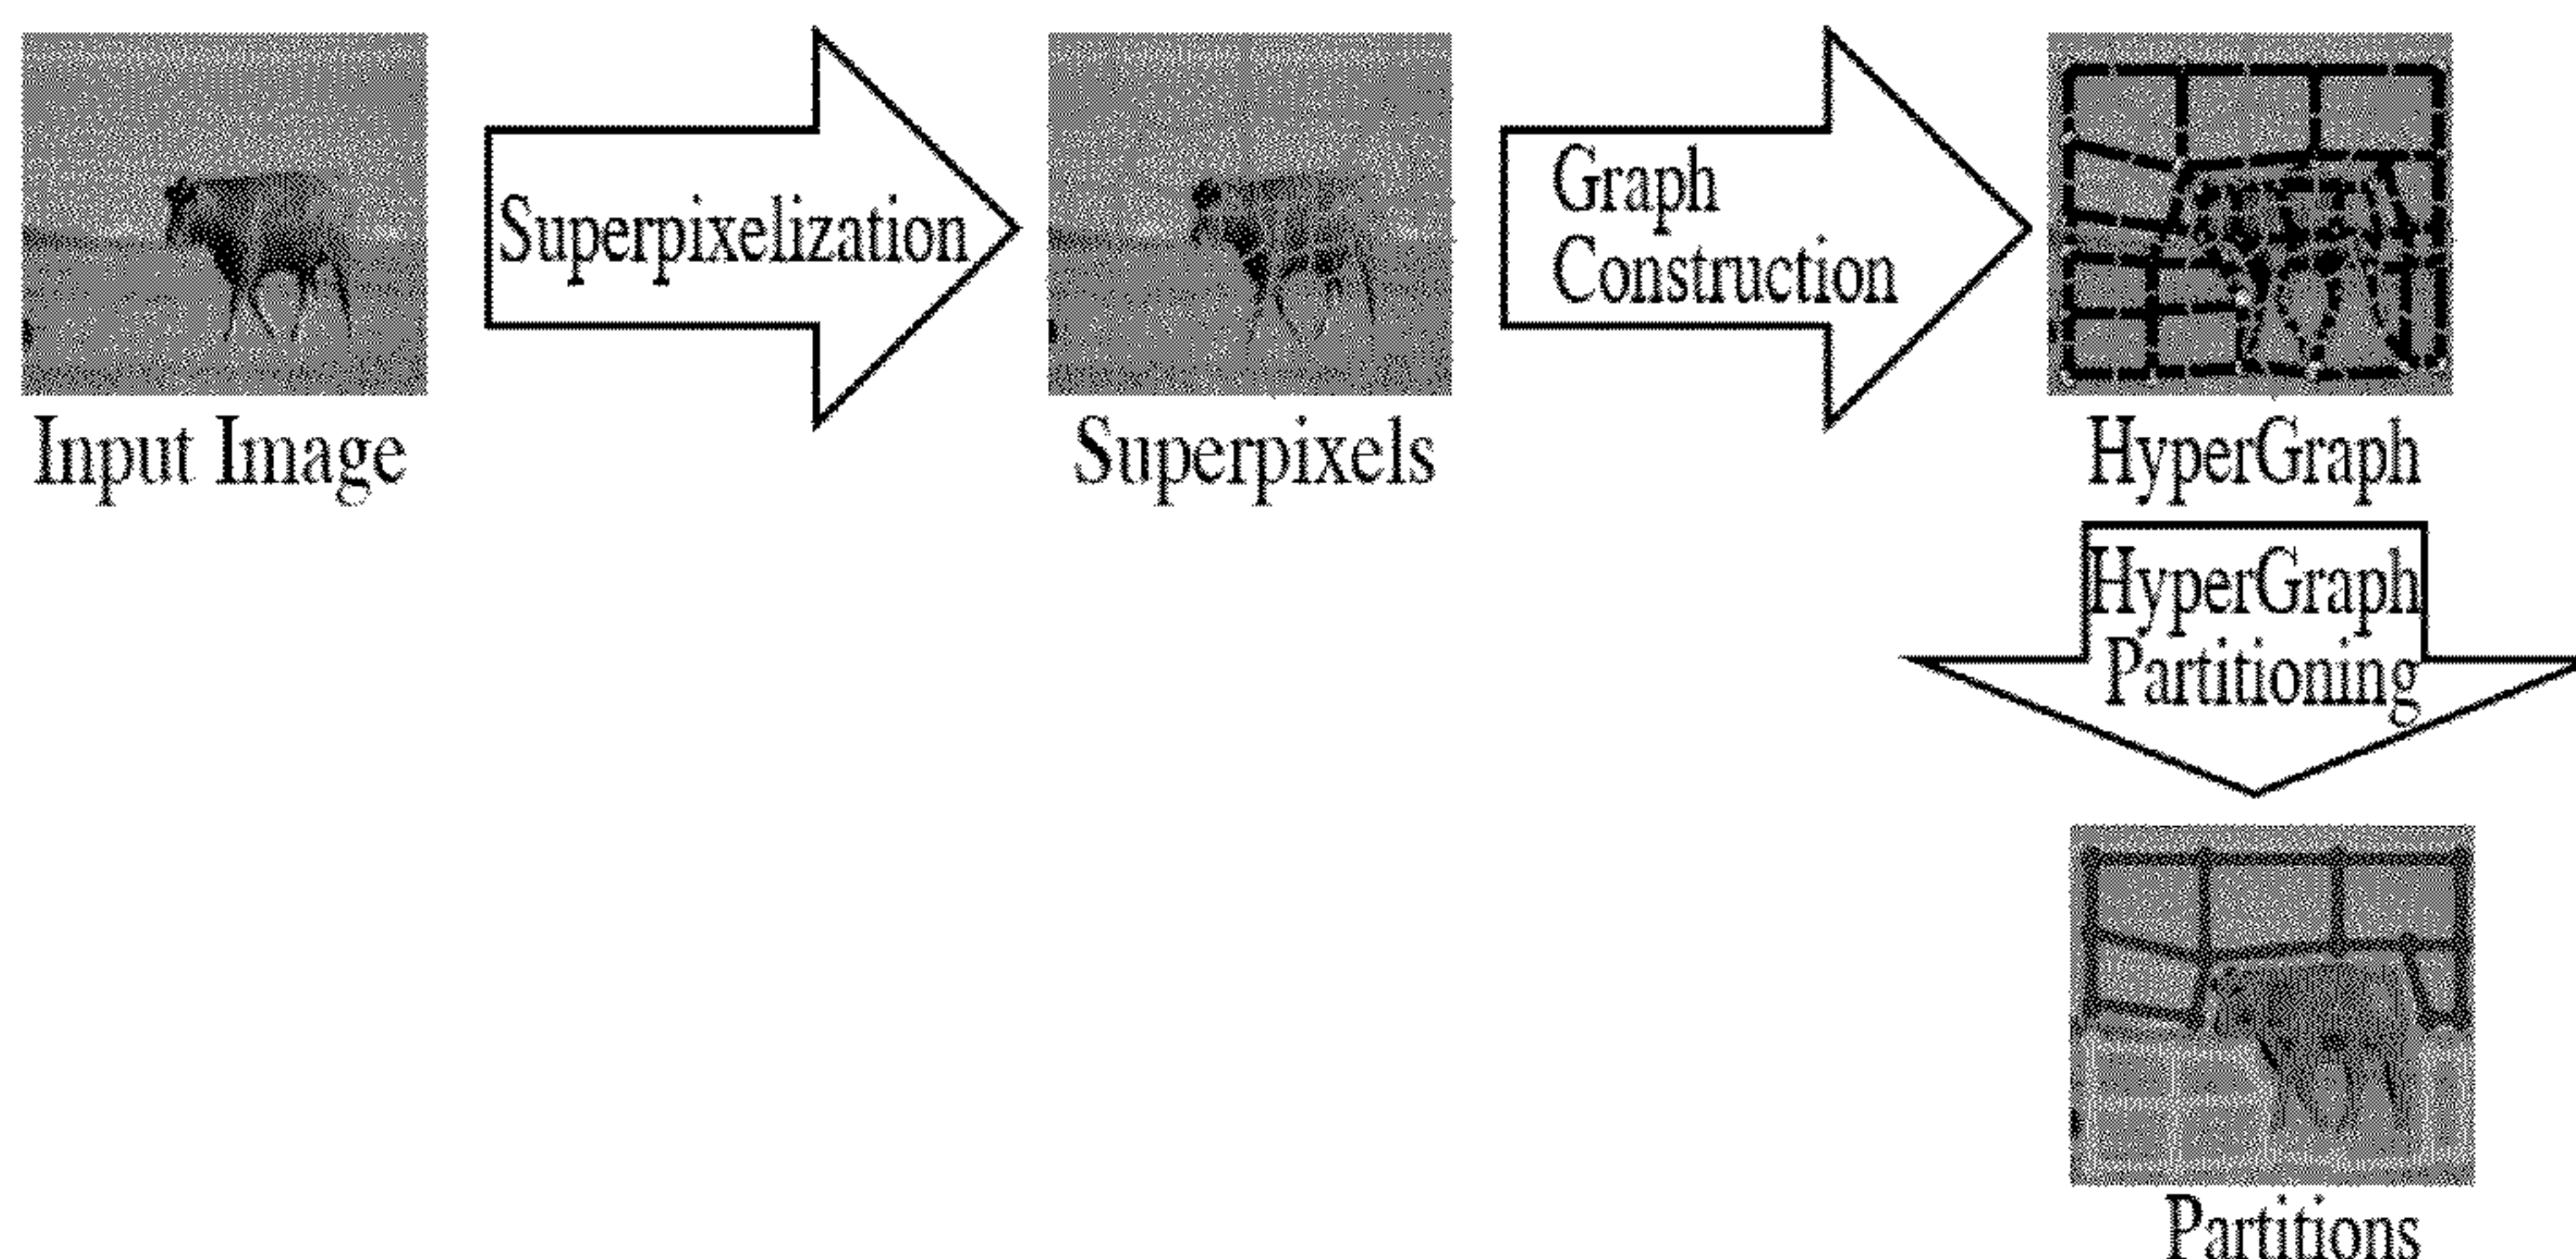 Superpixelization
Graph
Construction
Input Image
Superpixels
HyperGraph
HyperGraph
Partitioning
Partitions